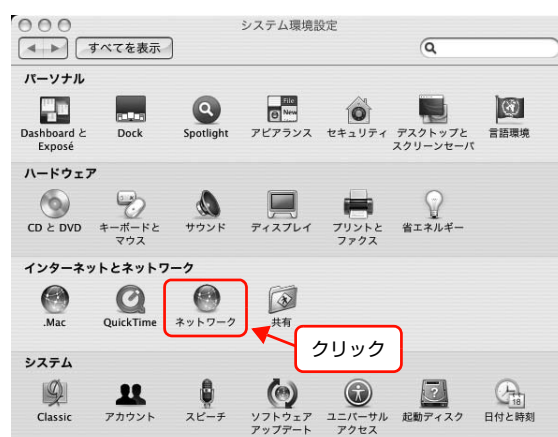 システム環境設定
すべてを表示
パーソナル
Dashboard と
Exposé
Dock
Spotlight
アピアランス
セキュリティ
デスクトップと
スクリーンセーバ
言語環境
ハードウェア
CD と DVD
キーボードと
マウス
サウンド
ディスプレイ
プリントと
ファクス
省エネルギー
インターネットとネットワーク
.Mac
QuickTime
ネットワーク
共有
クリック
システム
Classic
アカウント
スピーチ
ソフトウェア
アップデート
ユニバーサル
アクセス
起動ディスク
日付と時刻
File
New
18